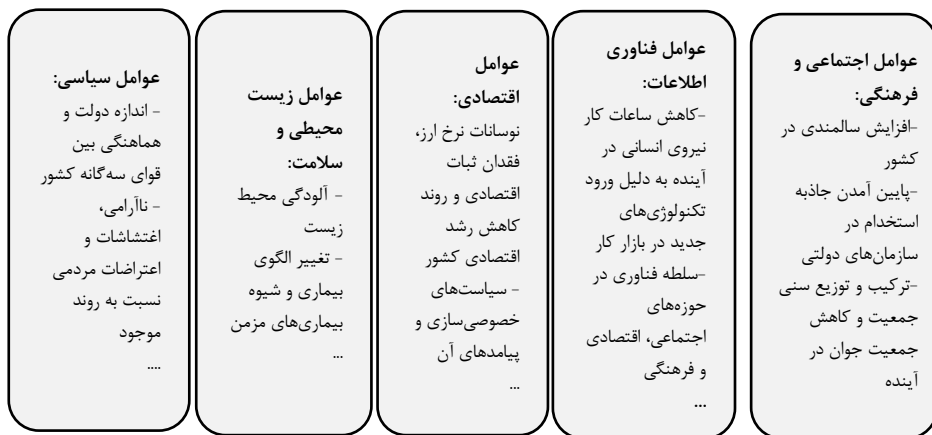 عوامل اجتماعی و
فرهنگی:
-افزایش سالمندی در
کشور
-پایین آمدن جاذبه
استخدام در
سازمان‌های دولتی
-ترکیب و توزیع سنی
جمعیت و کاهش
جمعیت جوان در
آینده
عوامل فناوری
اطلاعات:
-کاهش ساعات کار
نیروی انسانی در
آینده به دلیل ورود
تکنولوژی‌های
جدید در بازار کار
-سلطه فناوری در
حوزه‌های
اجتماعی، اقتصادی
و فرهنگی
...
عوامل
اقتصادی:
نوسانات نرخ ارز،
فقدان ثبات
اقتصادی و روند
کاهش رشد
اقتصادی کشور
- سیاست‌های
خصوصی‌سازی و
پیامدهای آن
...
عوامل زیست
محیطی و
سلامت:
- آلودگی محیط
زیست
- تغییر الگوی
بیماری و شیوه
بیماری‌های مزمن
...
عوامل سیاسی:
- اندازه دولت و
هماهنگی بین
قوای سه‌گانه کشور
- ناآرامی،
اغتشاشات و
اعتراضات مردمی
نسبت به روند
موجود
....